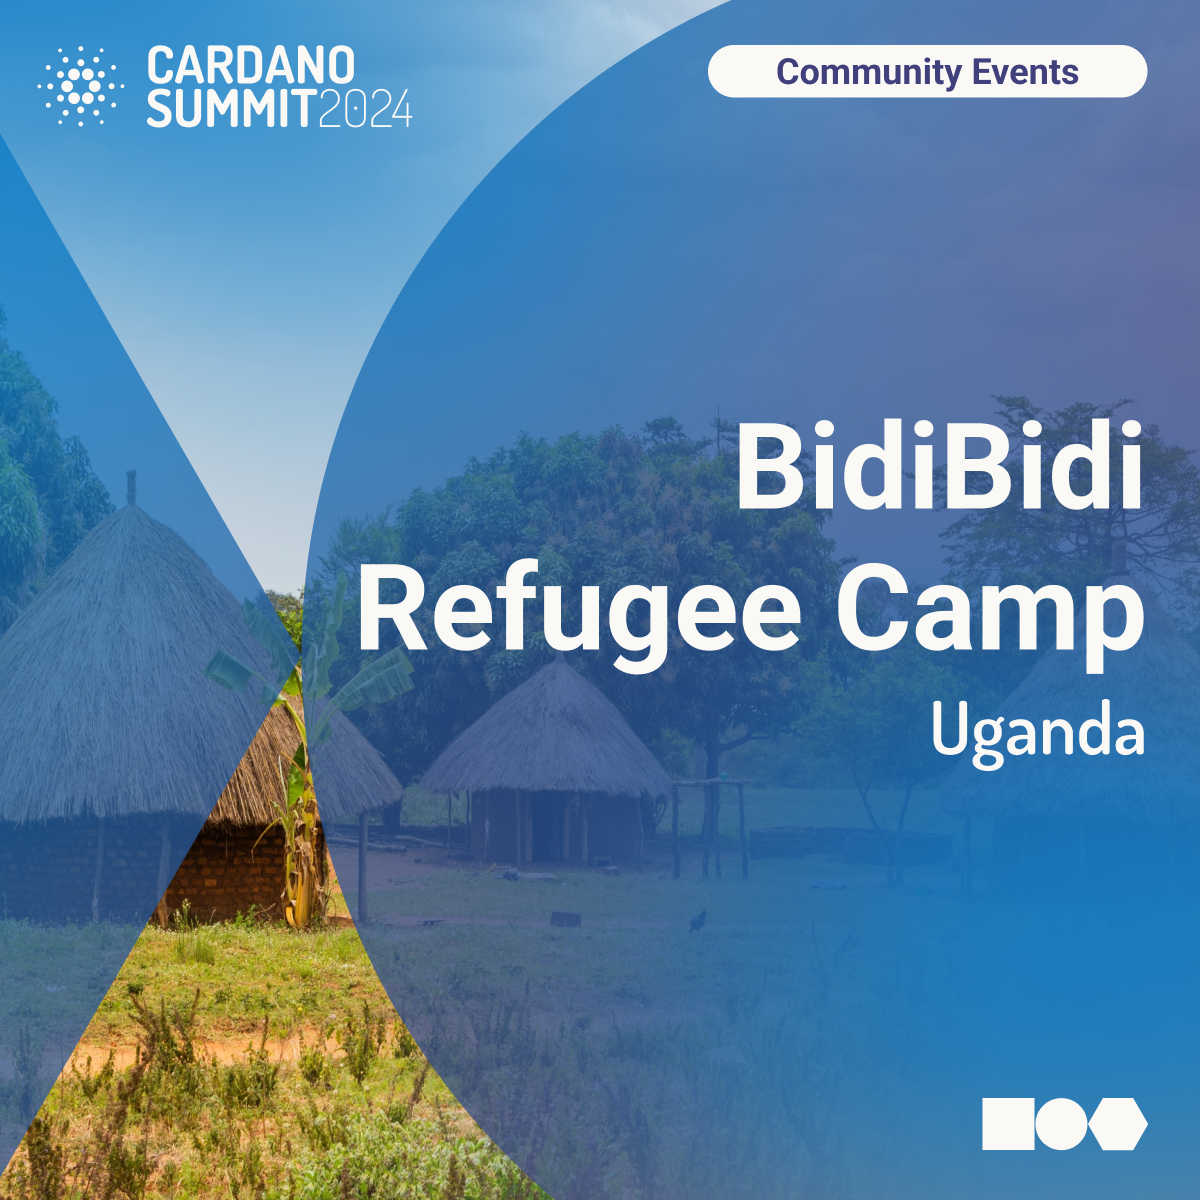 CARDANO
SUMMIT2024
Community Events
BidiBidi
Refugee Camp
Uganda